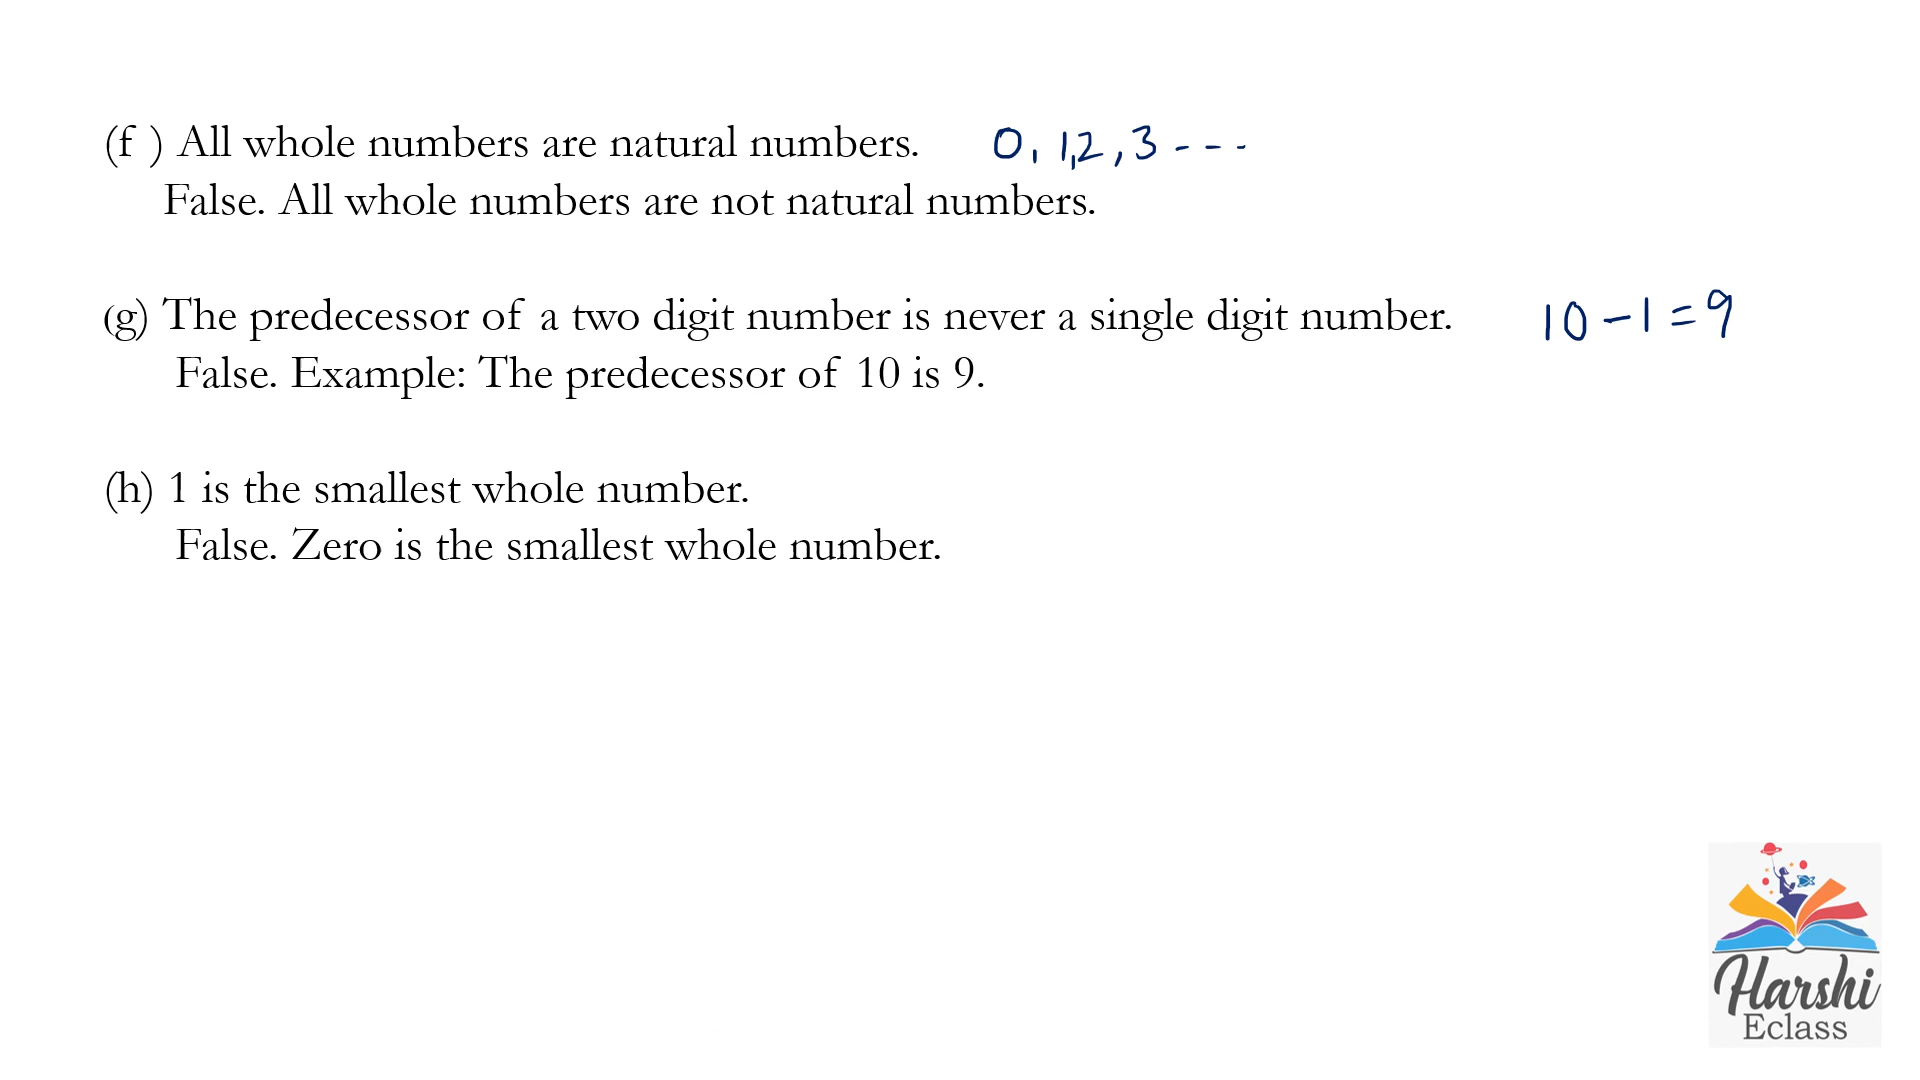 (f ) All whole numbers are natural numbers. 0, 1,2, 3 - - -
False. All whole numbers are not natural numbers.
(g) The predecessor of a two digit number is never a single digit number. 10 - 1 = 9
False. Example: The predecessor of 10 is 9.
(h) 1 is the smallest whole number.
False. Zero is the smallest whole number.
Harshi
Eclass